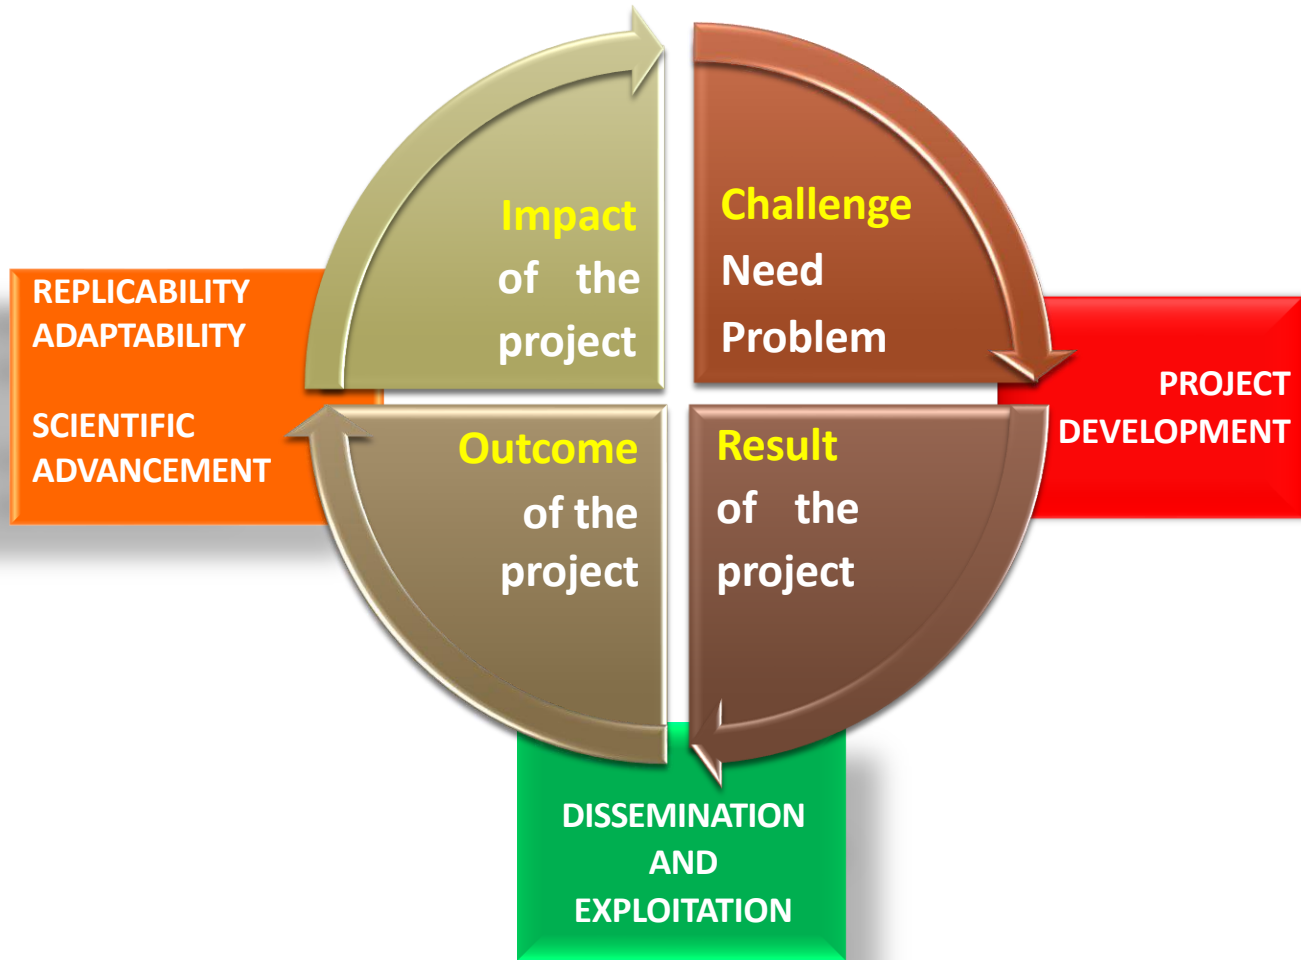 Impact
of the
project
Challenge
Need
Problem
REPLICABILITY
ADAPTABILITY
SCIENTIFIC
ADVANCEMENT
PROJECT
DEVELOPMENT
Outcome
of the
project
Result
of the
project
DISSEMINATION
AND
EXPLOITATION